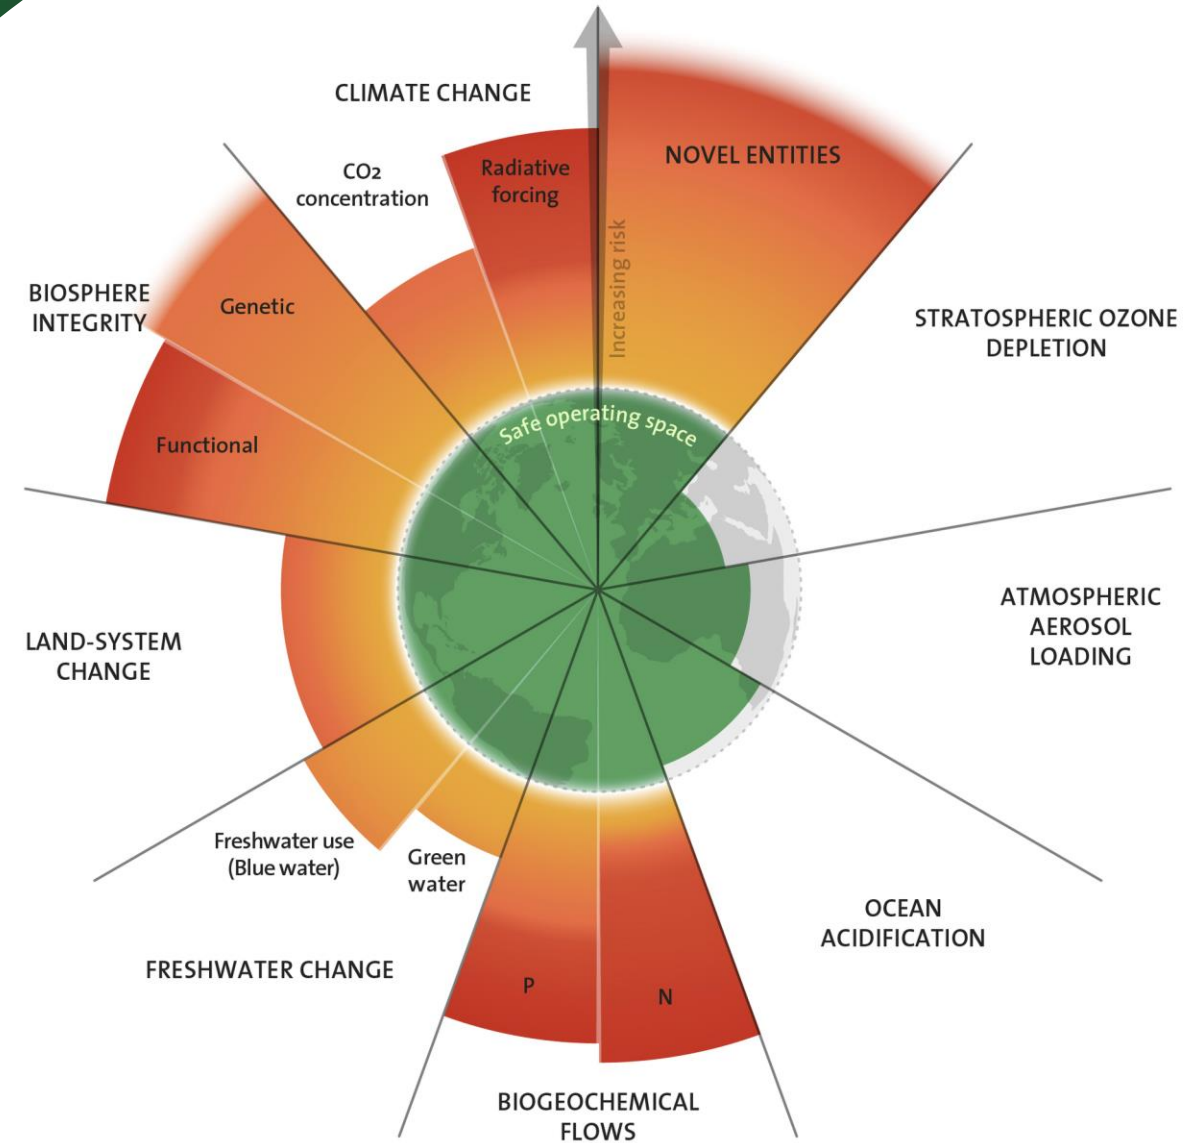 CLIMATE CHANGE
CO2
concentration
Radiative
forcing
NOVEL ENTITIES
Increasing risk
STRATOSPHERIC OZONE
DEPLETION
BIOSPHERE
INTEGRITY
Genetic
Functional
Safe operating space
ATMOSPHERIC
AEROSOL
LOADING
LAND-SYSTEM
CHANGE
Freshwater use
(Blue water)
Green
water
FRESHWATER CHANGE
P
N
OCEAN
ACIDIFICATION
BIOGEOCHEMICAL
FLOWS